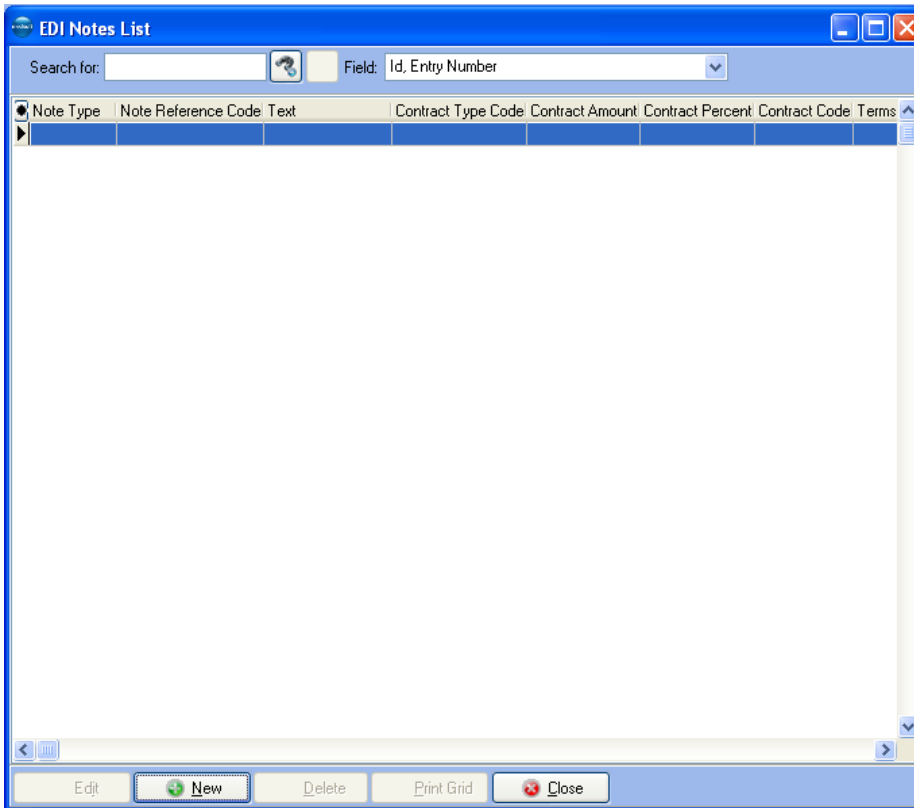 EDI Notes List
Search for: Field: Id, Entry Number
Note Type Note Reference Code Text Contract Type Code Contract Amount Contract Percent Contract Code Terms
Edit New Delete Print Grid Close